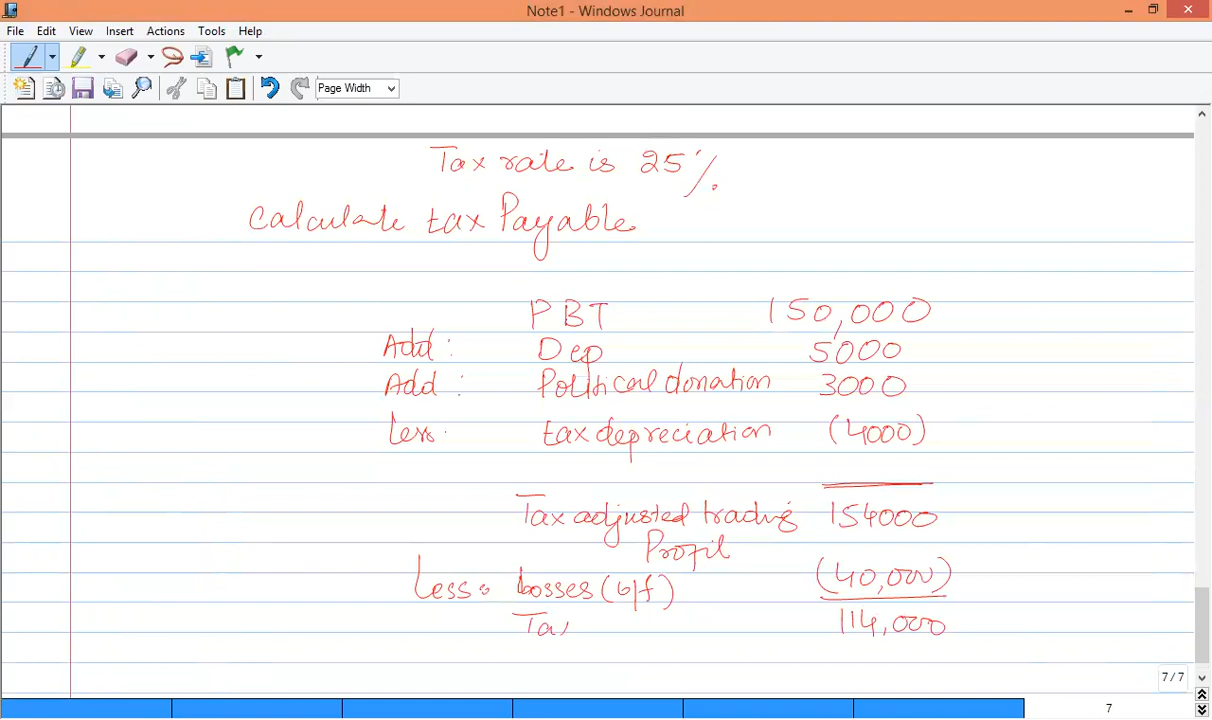 Note1 - Windows Journal
File Edit View Insert Actions Tools Help
Page Width
Tax rate is 25%.
Calculate tax Payable
PBT 150,000
Add: Dep 5000
Add: Political donation 3000
Less: tax depreciation (4000)
Tax adjusted trading 154000
Profit
Less: Losses (b/f) (40,000)
Tax 114,000
7 / 7
7